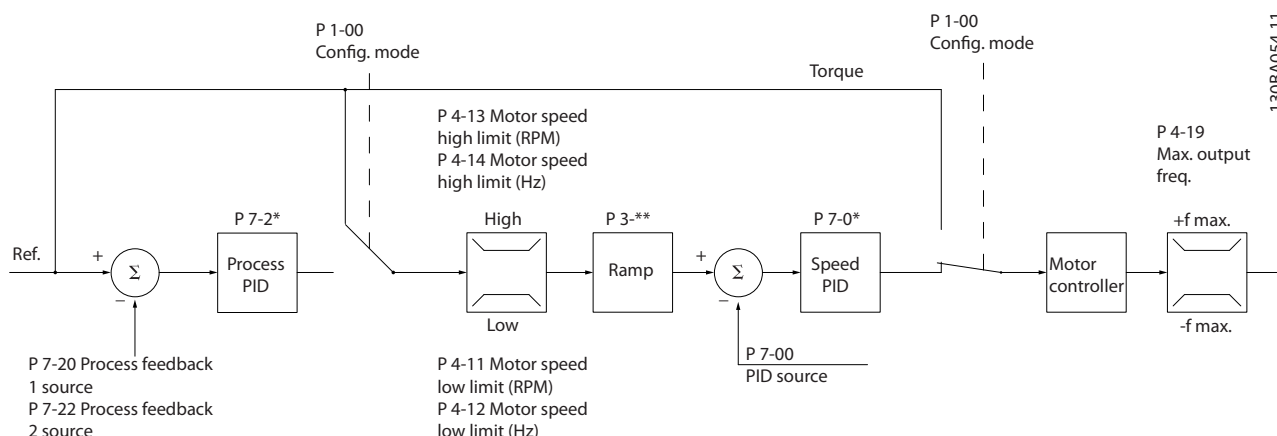 P 1-00
Config. mode
P 1-00
Config. mode
130BA054.11
Torque
P 4-13 Motor speed
high limit (RPM)
P 4-14 Motor speed
high limit (Hz)
P 4-19
Max. output
freq.
P 7-2*
High
P 3-**
P 7-0*
+f max.
Ref.
+
Σ
_
Process
PID
Ramp
+
Σ
_
Speed
PID
Motor
controller
Low
-f max.
P 7-20 Process feedback
1 source
P 7-22 Process feedback
2 source
P 4-11 Motor speed
low limit (RPM)
P 4-12 Motor speed
low limit (Hz)
P 7-00
PID source